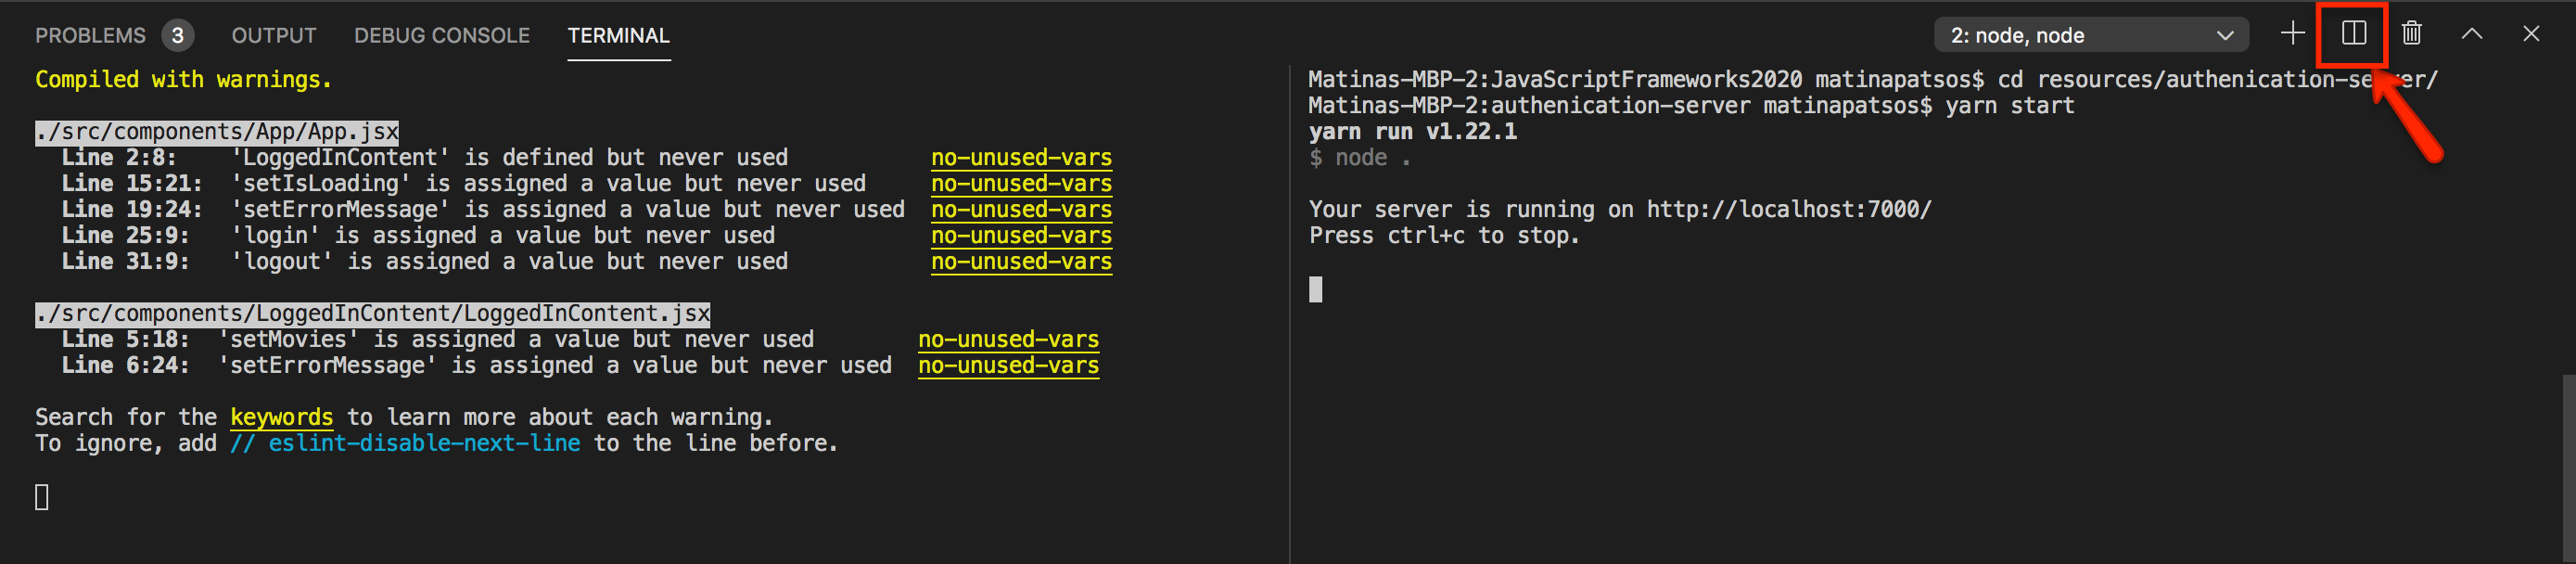 PROBLEMS 3 OUTPUT DEBUG CONSOLE TERMINAL 2: node, node
Compiled with warnings.
./src/components/App/App.jsx
Line 2:8: 'LoggedInContent' is defined but never used no-unused-vars
Line 15:21: 'setIsLoading' is assigned a value but never used no-unused-vars
Line 19:24: 'setErrorMessage' is assigned a value but never used no-unused-vars
Line 25:9: 'login' is assigned a value but never used no-unused-vars
Line 31:9: 'logout' is assigned a value but never used no-unused-vars
./src/components/LoggedInContent/LoggedInContent.jsx
Line 5:18: 'setMovies' is assigned a value but never used no-unused-vars
Line 6:24: 'setErrorMessage' is assigned a value but never used no-unused-vars
Search for the keywords to learn more about each warning.
To ignore, add // eslint-disable-next-line to the line before.
Matinas-MBP-2:JavaScriptFrameworks2020 matinapatsos$ cd resources/authenication-server/
Matinas-MBP-2:authenication-server matinapatsos$ yarn start
yarn run v1.22.1
$ node .
Your server is running on http://localhost:7000/
Press ctrl+c to stop.